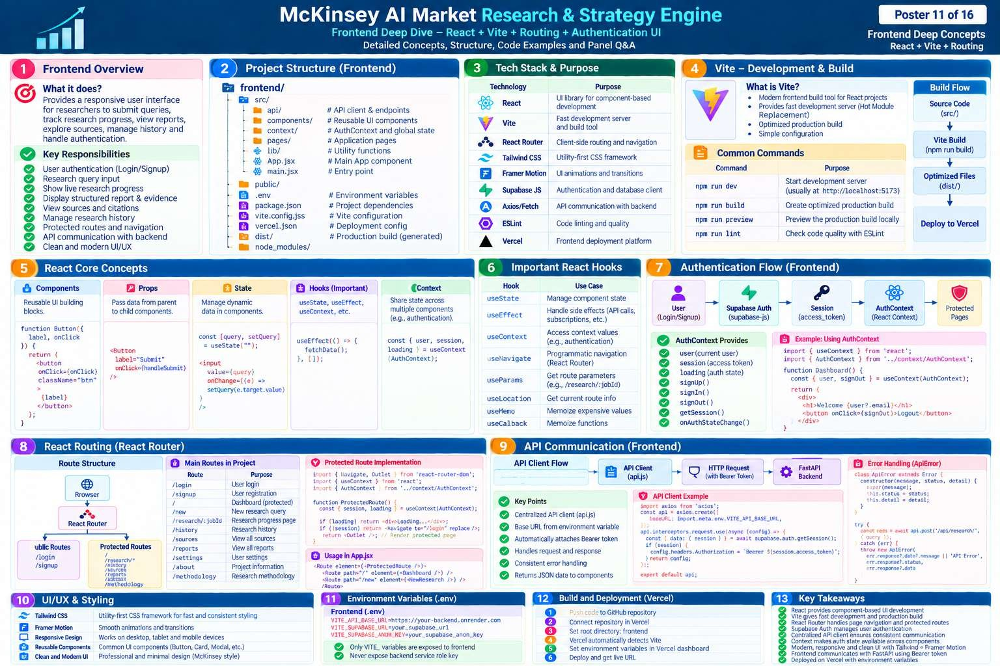 McKinsey AI Market Research & Strategy Engine
Frontend Deep Dive – React + Vite + Routing + Authentication UI
Detailed Concepts, Structure, Code Examples and Panel Q&A
Poster 11 of 16
Frontend Deep Concepts
React + Vite + Routing
1 Frontend Overview
What it does?
Provides a responsive user interface
for researchers to submit queries,
track research progress, view reports,
explore sources, manage history and
handle authentication.
Key Responsibilities
User authentication (Login/Signup)
Research query input
Show live research progress
Display structured report & evidence
View sources and citations
Manage research history
Protected routes and navigation
API communication with backend
Clean and modern UI/UX
2 Project Structure (Frontend)
frontend/
src/
api/ # API client & endpoints
components/ # Reusable UI components
context/ # AuthContext and global state
pages/ # Application pages
lib/ # Utility functions
App.jsx # Main App component
main.jsx # Entry point
public/
.env # Environment variables
package.json # Project dependencies
vite.config.jss # Vite configuration
vercel.json # Deployment config
dist/ # Production build (generated)
node_modules/
3 Tech Stack & Purpose
Technology Purpose
React UI library for component-based
development
Vite Fast development server
and build tool
React Router Client-side routing and navigation
Tailwind CSS Utility-first CSS framework
Framer Motion UI animations and transitions
Supabase JS Authentication and database client
Axios/Fetch API communication with backend
ESLint Code linting and quality
Vercel Frontend deployment platform
4 Vite – Development & Build
What is Vite?
• Modern frontend build tool for React projects
• Provides fast development server (Hot Module
Replacement)
• Optimized production build
• Simple configuration
Common Commands
Command Purpose
npm run dev Start development server
(usually at http://localhost:5173)
npm run build Create optimized production build
npm run preview Preview the production build locally
npm run lint Check code quality with ESLint
Build Flow
Source Code
(src/)
Vite Build
(npm run build)
Optimized Files
(dist/)
Deploy to Vercel
5 React Core Concepts
Components
Reusable UI building
blocks.
function Button({
label, onClick
}) {
return (
<button
onClick={onClick)
className="btn"
>
{label}
</button>
);
}
Props
Pass data from parent
to child components.
<Button
label="Submit"
onClick={handleSubmit)
/>
State
Manage dynamic
data in components.
const [query, setQuery]
= useState("");
<input
value={query}
onChange={(e) =>
setQuery(e.target.value)
}
/>
Hooks (Important)
useState, useEffect,
useContext, etc.
useEffect(() => {
fetchData();
}, []);
Context
Share state across
multiple components
(e.g., authentication).
const { user, session,
loading } = useContext
(AuthContext);
6 Important React Hooks
Hook Use Case
useState Manage component state
useEffect Handle side effects (API calls,
subscriptions, etc.)
useContext Access context values
(e.g., authentication)
useNavigate Programmatic navigation
(React Router)
useParams Get route parameters
(e.g., /research/:jobId)
useLocation Get current route info
useMemo Memoize expensive values
useCalback Memoize functions
7 Authentication Flow (Frontend)
User
(Login/Signup)
Supabase Auth
(supabase-js)
Session
(access_token)
AuthContext
(React Context)
Protected
Pages
AuthContext Provides
user(current user)
session (access token)
loading (auth state)
signUp()
signIn()
signOut()
getSession()
onAuthStateChange()
Example: Using AuthContext
import { useContext } from 'react';
import { AuthContext } from '../context/AuthContext';
function Dashboard() {
const { user, signOut } = useContext(AuthContext);
return (
<div>
<h1>Welcome {user?.email}</h1>
<button onClick={signOut)>Logout</button>
</div>
}
8 React Routing (React Router)
Route Structure
Browser
React Router
ublic Routes
/login
/signup
Protected Routes
/
/research/*
Main Routes in Project
Route Purpose
/login User login
/signup User registration
/ Dashboard (protected)
/new New research query
/research/:jobId Research progress page
/history Research history
/sources View all sources
/reports View all reports
/settings User settings
/about Project information
/methodology Research methodology
Protected Route Implementation
import { Navigate, Outlet } from 'react-router-dom';
import { useContext } from 'react';
import { AuthContext } from '../context/AuthContext';
function ProtectedRoute() {
const { session, loading } = useContext(AuthContext);
if (loading) return <div>Loading...</div>;
if (!session) return <Navigate to="/login" replace/>;
return <Outlet />; // Render protected page
}
Usage in App.jsx
<Route element={<ProtectedRoute />)>
<Route path="/" element={<Dashboard />) />
<Route path="/new" element={<NewResearch />) />
/Route>
9 API Communication (Frontend)
API Client Flow
API Client
(api.js)
HTTP Request
(with Bearer Token)
FastAPI
Backend
Key Points
Centralized API client (api.js)
Base URL from environment variable
Automatically attaches Bearer token
Handles request and response
Consistent error handling
Returns JSON data to components
API Client Example
import axios from 'axios';
const api = axios.create({
baseURL: import.meta.env.VITE_API_BASE_URL,
});
api.interceptors.request.use(async (config) => {
const { data: { session } } = await supabase.auth.getSession();
if (session) {
config.headers.Authorization = `Bearer ${session.access_token}`;
} return config;
});
export default api;
Error Handling (ApiError)
class ApiError extneds Error {
constructor(message, status, detail) {
super(message);
this.status = status;
this.detail = detail;
}
try {
await api.post('/api/research/',
{ query });
} catch (err) {
throw new ApiError(
err.response?.data?.message || 'API Error',
err.response?.status,
err.response?.data
}
10 UI/UX & Styling
Tailwind CSS Utility-first CSS framework for fast and consistent styling
Framer Motion Smooth animations and transitions
Responsive Design Works on desktop, tablet and mobile devices
Reusable Components Common UI components (Button, Card, Modal, etc.)
Clean and Modern UI Professional and minimal design (McKinsey style)
11 Environment Variables (.env)
Frontend (.env)
VITE_API_BASE_URL=https://your-backend.onrender.com
VITE_SUPABASE_URL=your_supabase_url
VITE_SUPABASE_ANON_KEY=your_supabase_anon_key
Only VITE_ variables are exposed to frontend
Never expose backend service role key
12 Build and Deployment (Vercel)
1 Push code to GitHub repository
2 Connect repository in Vercel
3 Set root directory: frontend
4 Vercel automatically detects Vite
5 Set environment variables in Vercel dashboard
6 Deploy and get live URL
13 Key Takeaways
React provides component-based UI development
Vite gives fast development and production build
React Router handles page navigation and protected routes
Supabase Auth manages user authentication
Centralized API client ensures consistent communication
Context makes auth state available across components
Modern, responsive and clean UI with Tailwind + Framer Motion
Frontend communicates with FastAPI using Bearer token
Deployed on Vercel with environment variables